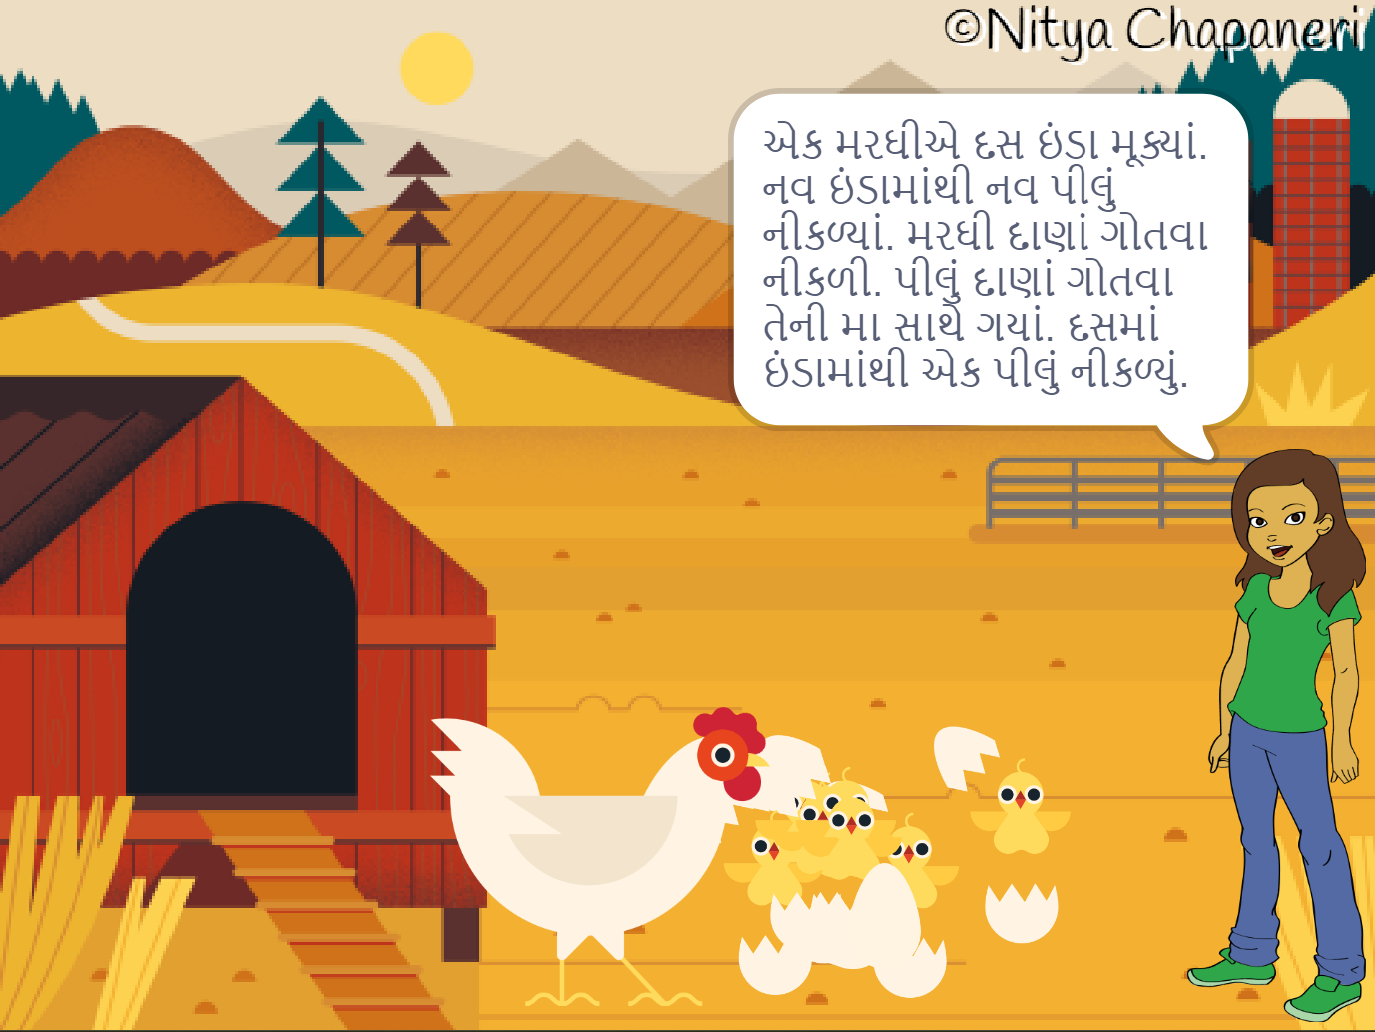 ©Nitya Chapaneri
એક મરઘીએ દસ ઇંડા મૂક્યાં.
નવ ઇંડામાંથી નવ પીલું
નીકળ્યાં. મરઘી દાણાં ગોતવા
નીકળી. પીલું દાણાં ગોતવા
તેની મા સાથે ગયાં. દસમાં
ઇંડામાંથી એક પીલું નીકળ્યું.